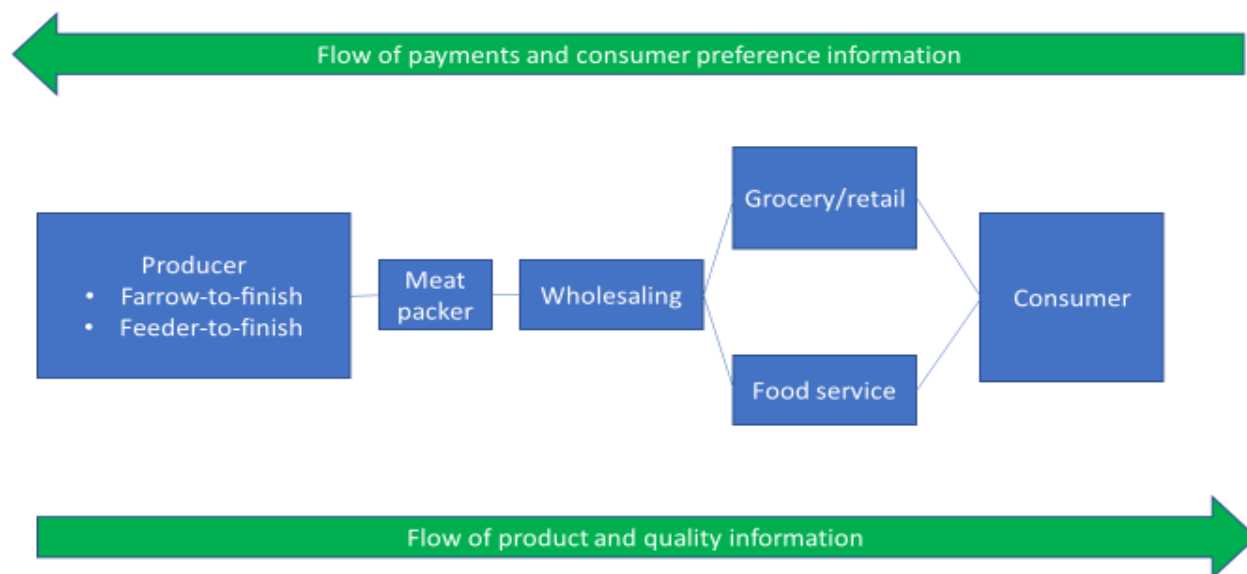 Flow of payments and consumer preference information
Grocery/retail
Producer
• Farrow-to-finish
• Feeder-to-finish
Meat
packer
Wholesaling
Consumer
Food service
Flow of product and quality information